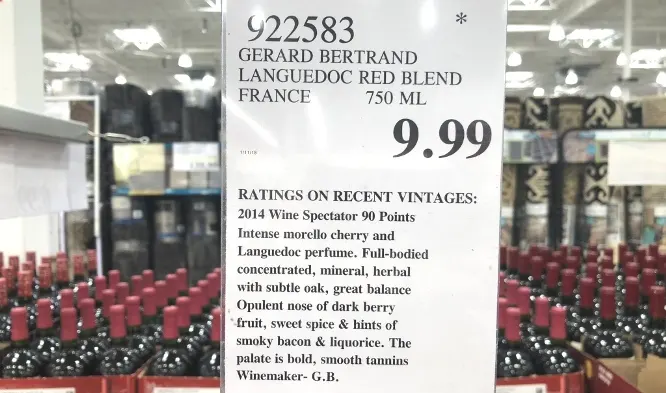 922583 *
GERARD BERTRAND
LANGUEDOC RED BLEND
FRANCE 750 ML
9.99
RATINGS ON RECENT VINTAGES:
2014 Wine Spectator 90 Points
Intense morello cherry and
Languedoc perfume. Full-bodied
concentrated, mineral, herbal
with subtle oak, great balance
Opulent nose of dark berry
fruit, sweet spice & hints of
smoky bacon & liquorice. The
palate is bold, smooth tannins
Winemaker- G.B.